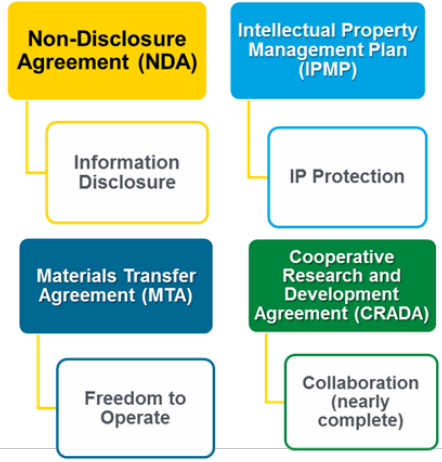 Non-Disclosure
Agreement (NDA)
Information
Disclosure
Intellectual Property
Management Plan
(IPMP)
IP Protection
Materials Transfer
Agreement (MTA)
Freedom to
Operate
Cooperative
Research and
Development
Agreement (CRADA)
Collaboration
(nearly
complete)